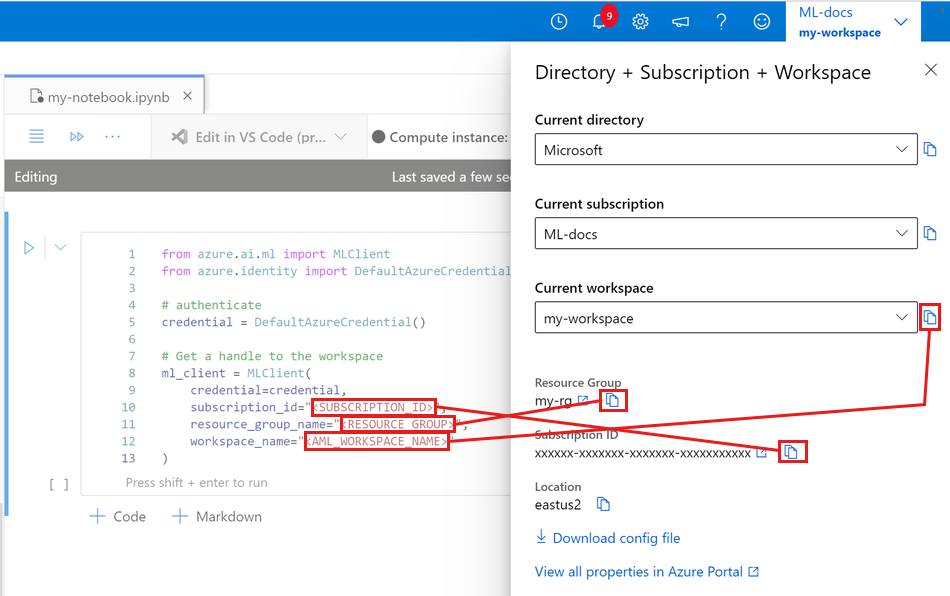 9
ML-docs
my-workspace
my-notebook.ipynb
Edit in VS Code (pr...
Compute instance:
Editing
Last saved a few se
1 from azure.ai.ml import MLClient
2 from azure.identity import DefaultAzureCredential
3
4 # authenticate
5 credential = DefaultAzureCredential()
6
7 # Get a handle to the workspace
8 ml_client = MLClient(
9 credential=credential,
10 subscription_id="<SUBSCRIPTION_ID>",
11 resource_group_name="<RESOURCE_GROUP>",
12 workspace_name="<AML_WORKSPACE_NAME>"
13 )
[ ]
Press shift + enter to run
Code
Markdown
Directory + Subscription + Workspace
Current directory
Microsoft
Current subscription
ML-docs
Current workspace
my-workspace
Resource Group
my-rg
Subscription ID
xxxxxx-xxxxxxx-xxxxxxx-xxxxxxxxxxx
Location
eastus2
Download config file
View all properties in Azure Portal